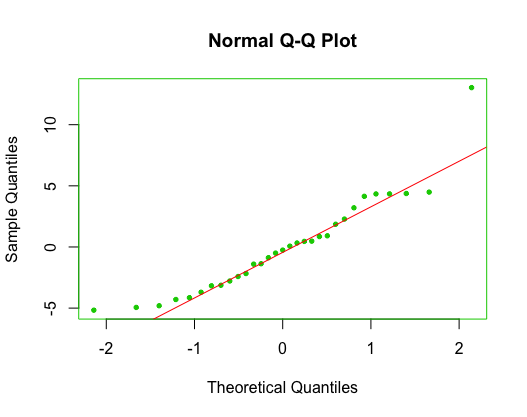 Normal Q-Q Plot
Sample Quantiles
10
5
0
-5
-2 -1 0 1 2
Theoretical Quantiles